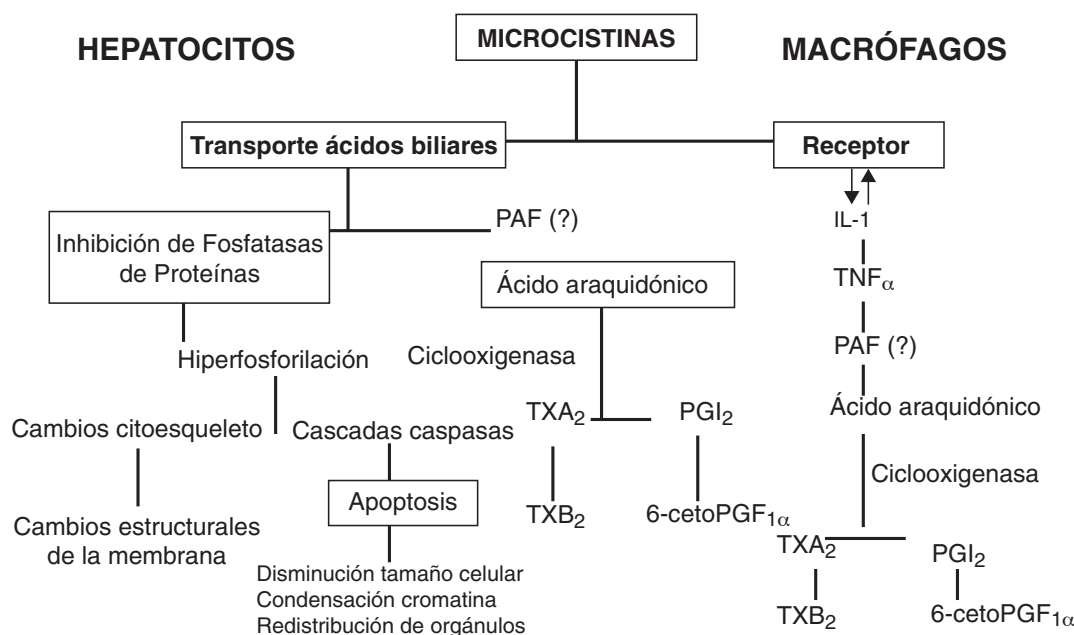 HEPATOCITOS
MICROCISTINAS
MACRÓFAGOS
Transporte ácidos biliares
Receptor
PAF (?)
Inhibición de Fosfatasas
de Proteínas
IL-1
Ácido araquidónico
TNFα
Hiperfosforilación
Ciclooxigenasa
PAF (?)
TXA2
PGI2
Ácido araquidónico
Cambios citoesqueleto
Cascadas caspasas
Ciclooxigenasa
Apoptosis
TXB2
6-cetoPGF1α
Cambios estructurales
de la membrana
TXA2
PGI2
Disminución tamaño celular
Condensación cromatina
Redistribución de orgánulos
TXB2
6-cetoPGF1α